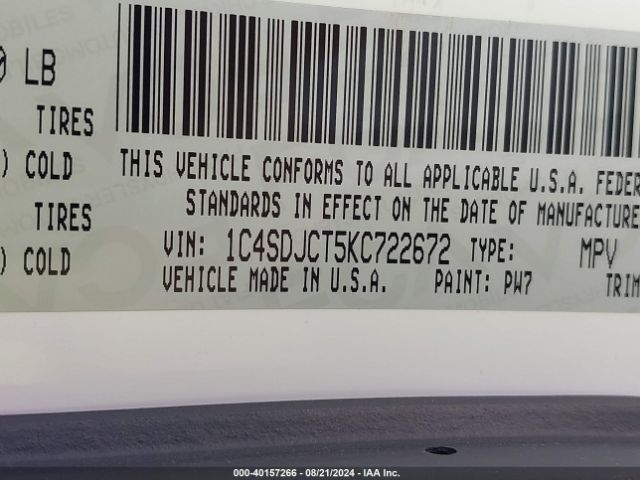 LB
TIRES
) COLD
TIRES
) COLD
THIS VEHICLE CONFORMS TO ALL APPLICABLE U.S.A. FEDER
STANDARDS IN EFFECT ON THE DATE OF MANUFACTURE
VIN: 1C4SDJCT5KC722672 TYPE: MPV
VEHICLE MADE IN U.S.A. PAINT: PW7 TRIM
000-40157266 - 08/21/2024 - IAA Inc.